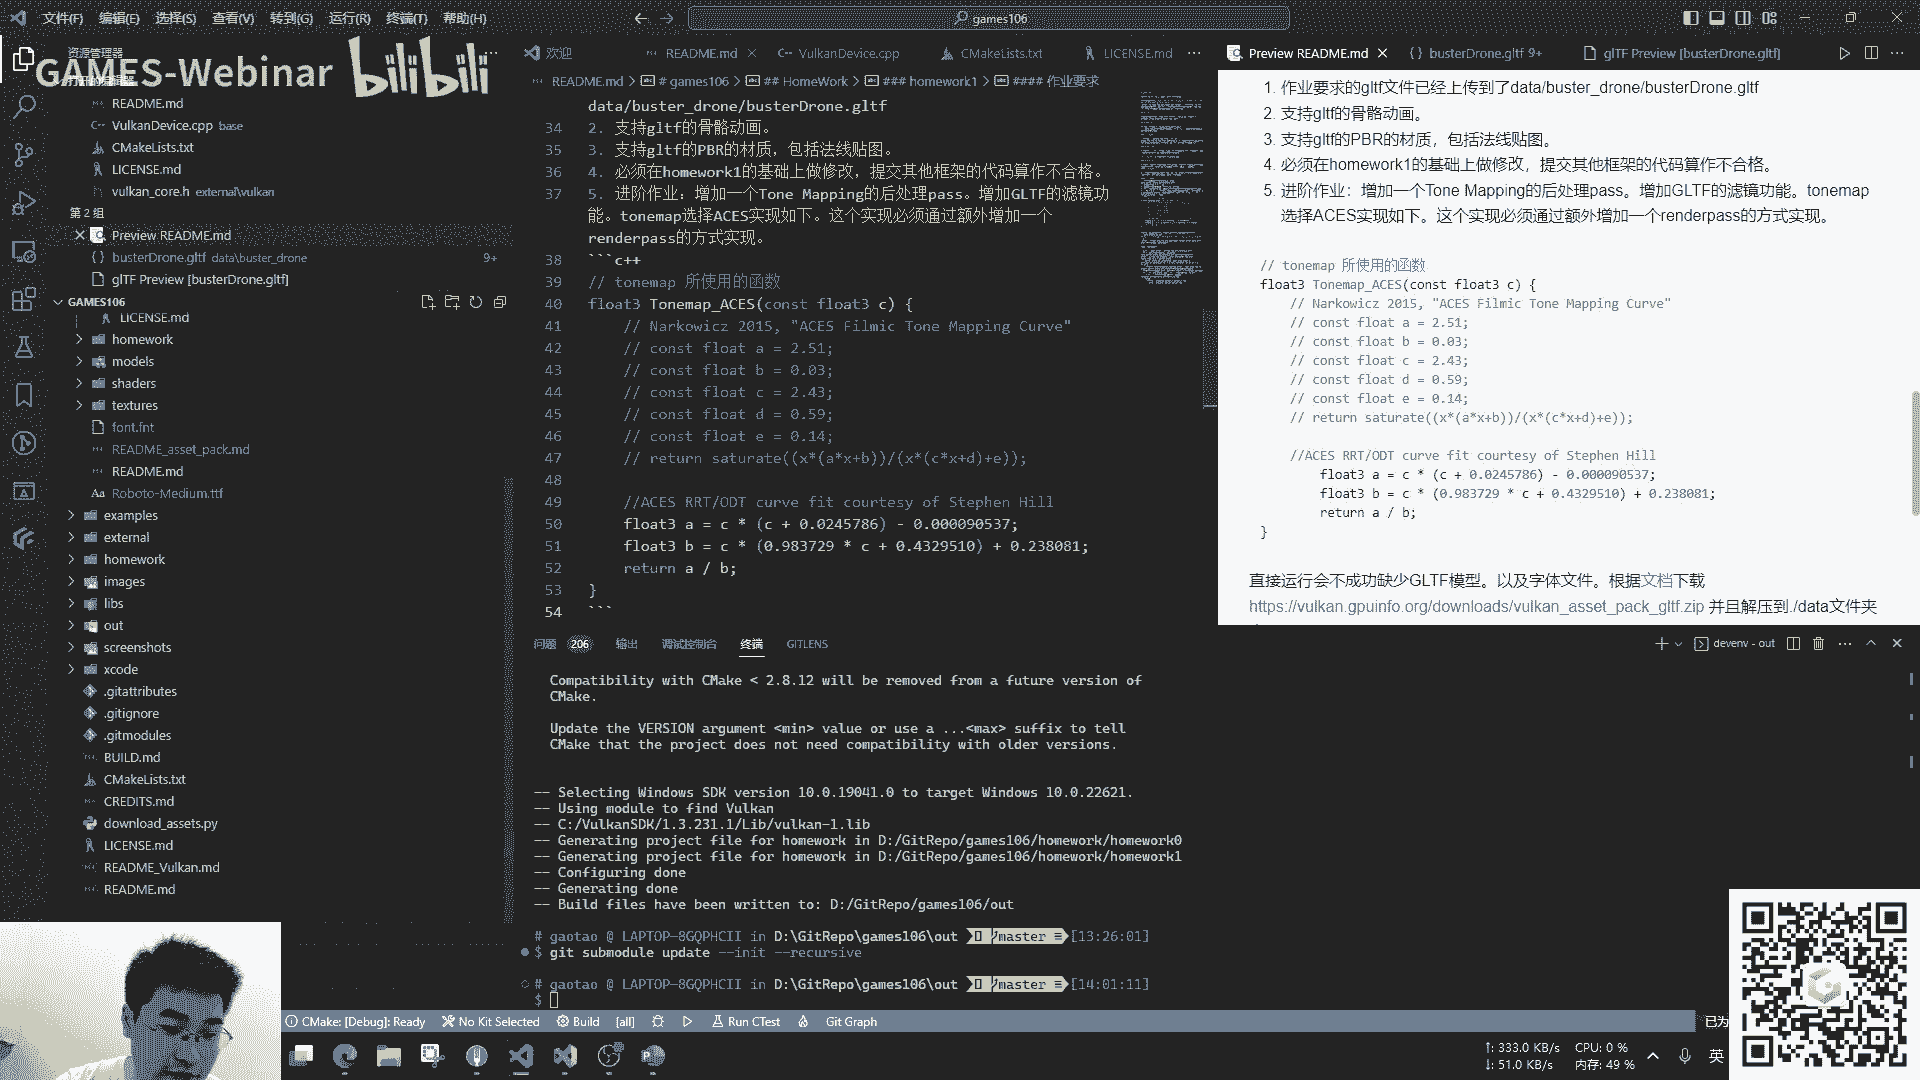 文件(F) 编辑(E) 选择(S) 查看(V) 转到(G) 运行(R) 终端(T) 帮助(H)
games106
资源管理器
GAMES-Webinar bilibili
README.md
VulkanDevice.cpp base
CMakeLists.txt
LICENSE.md
vulkan_core.h external\vulkan
第 2 组
Preview README.md
busterDrone.gltf data\buster_drone 9+
glTF Preview [busterDrone.gltf]
GAMES106
LICENSE.md
homework
models
shaders
textures
font.fnt
README_asset_pack.md
README.md
Roboto-Medium.ttf
examples
external
homework
images
libs
out
screenshots
xcode
.gitattributes
.gitignore
.gitmodules
BUILD.md
CMakeLists.txt
CREDITS.md
download_assets.py
LICENSE.md
README_Vulkan.md
README.md
欢迎 README.md VulkanDevice.cpp CMakeLists.txt LICENSE.md
README.md > # games106 > ## HomeWork > ### homework1 > #### 作业要求
data/buster_drone/busterDrone.gltf
34 2. 支持gltf的骨骼动画。
35 3. 支持gltf的PBR的材质，包括法线贴图。
36 4. 必须在homework1的基础上做修改，提交其他框架的代码算作不合格。
37 5. 进阶作业：增加一个Tone Mapping的后处理pass。增加GLTF的滤镜功
能。tonemap选择ACES实现如下。这个实现必须通过额外增加一个
renderpass的方式实现。
38 ```c++
39 // tonemap 所使用的函数
40 float3 Tonemap_ACES(const float3 c) {
41 // Narkowicz 2015, "ACES Filmic Tone Mapping Curve"
42 // const float a = 2.51;
43 // const float b = 0.03;
44 // const float c = 2.43;
45 // const float d = 0.59;
46 // const float e = 0.14;
47 // return saturate((x*(a*x+b))/(x*(c*x+d)+e));
48
49 //ACES RRT/ODT curve fit courtesy of Stephen Hill
50 float3 a = c * (c + 0.0245786) - 0.000090537;
51 float3 b = c * (0.983729 * c + 0.4329510) + 0.238081;
52 return a / b;
53 }
54 ```
Preview README.md busterDrone.gltf 9+ glTF Preview [busterDrone.gltf]
1. 作业要求的gltf文件已经上传到了data/buster_drone/busterDrone.gltf
2. 支持gltf的骨骼动画。
3. 支持gltf的PBR的材质，包括法线贴图。
4. 必须在homework1的基础上做修改，提交其他框架的代码算作不合格。
5. 进阶作业：增加一个Tone Mapping的后处理pass。增加GLTF的滤镜功能。tonemap
选择ACES实现如下。这个实现必须通过额外增加一个renderpass的方式实现。
// tonemap 所使用的函数
float3 Tonemap_ACES(const float3 c) {
// Narkowicz 2015, "ACES Filmic Tone Mapping Curve"
// const float a = 2.51;
// const float b = 0.03;
// const float c = 2.43;
// const float d = 0.59;
// const float e = 0.14;
// return saturate((x*(a*x+b))/(x*(c*x+d)+e));
//ACES RRT/ODT curve fit courtesy of Stephen Hill
float3 a = c * (c + 0.0245786) - 0.000090537;
float3 b = c * (0.983729 * c + 0.4329510) + 0.238081;
return a / b;
}
直接运行会不成功缺少GLTF模型。以及字体文件。根据文档下载
https://vulkan.gpuinfo.org/downloads/vulkan_asset_pack_gltf.zip 并且解压到./data文件夹
问题 206 输出 调试控制台 终端 GITLENS
devenv - out
Compatibility with CMake < 2.8.12 will be removed from a future version of
CMake.
Update the VERSION argument <min> value or use a ...<max> suffix to tell
CMake that the project does not need compatibility with older versions.
-- Selecting Windows SDK version 10.0.19041.0 to target Windows 10.0.22621.
-- Using module to find Vulkan
-- C:/VulkanSDK/1.3.231.1/Lib/vulkan-1.lib
-- Generating project file for homework in D:/GitRepo/games106/homework/homework0
-- Generating project file for homework in D:/GitRepo/games106/homework/homework1
-- Configuring done
-- Generating done
-- Build files have been written to: D:/GitRepo/games106/out
# gaotao @ LAPTOP-8GQPHCII in D:\GitRepo\games106\out master ≡ [13:26:01]
$ git submodule update --init --recursive
# gaotao @ LAPTOP-8GQPHCII in D:\GitRepo\games106\out master ≡ [14:01:11]
$
CMake: [Debug]: Ready No Kit Selected Build [all] Run CTest Git Graph 已为
↑: 333.0 KB/s CPU: 0 %
↓: 51.0 KB/s 内存: 49 %
英